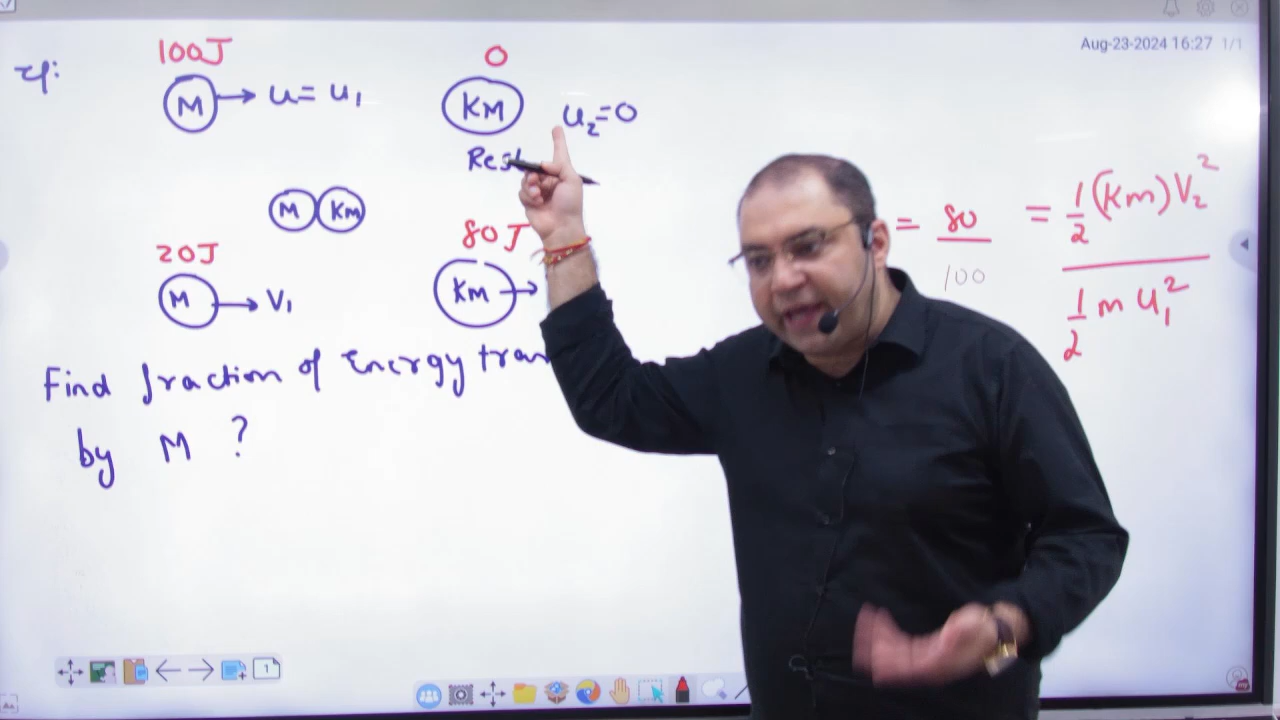 Aug-23-2024 16:27 1/1
100J 0
M u = u₁ KM u₂=0
Rest
M KM
20J 80J
M V₁ KM
Find fraction of Energy
by M ?
= 80/100 = ½(Km)V₂² / ½ m u₁²
1